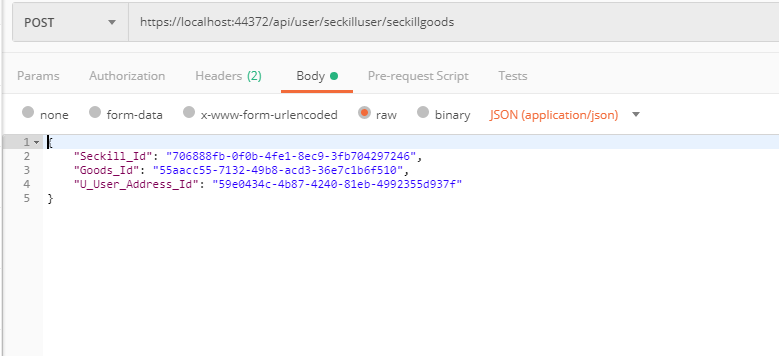 POST https://localhost:44372/api/user/seckilluser/seckillgoods
Params Authorization Headers (2) Body Pre-request Script Tests
none form-data x-www-form-urlencoded raw binary JSON (application/json)
1 {
2 "Seckill_Id": "706888fb-0f0b-4fe1-8ec9-3fb704297246",
3 "Goods_Id": "55aacc55-7132-49b8-acd3-36e7c1b6f510",
4 "U_User_Address_Id": "59e0434c-4b87-4240-81eb-4992355d937f"
5 }